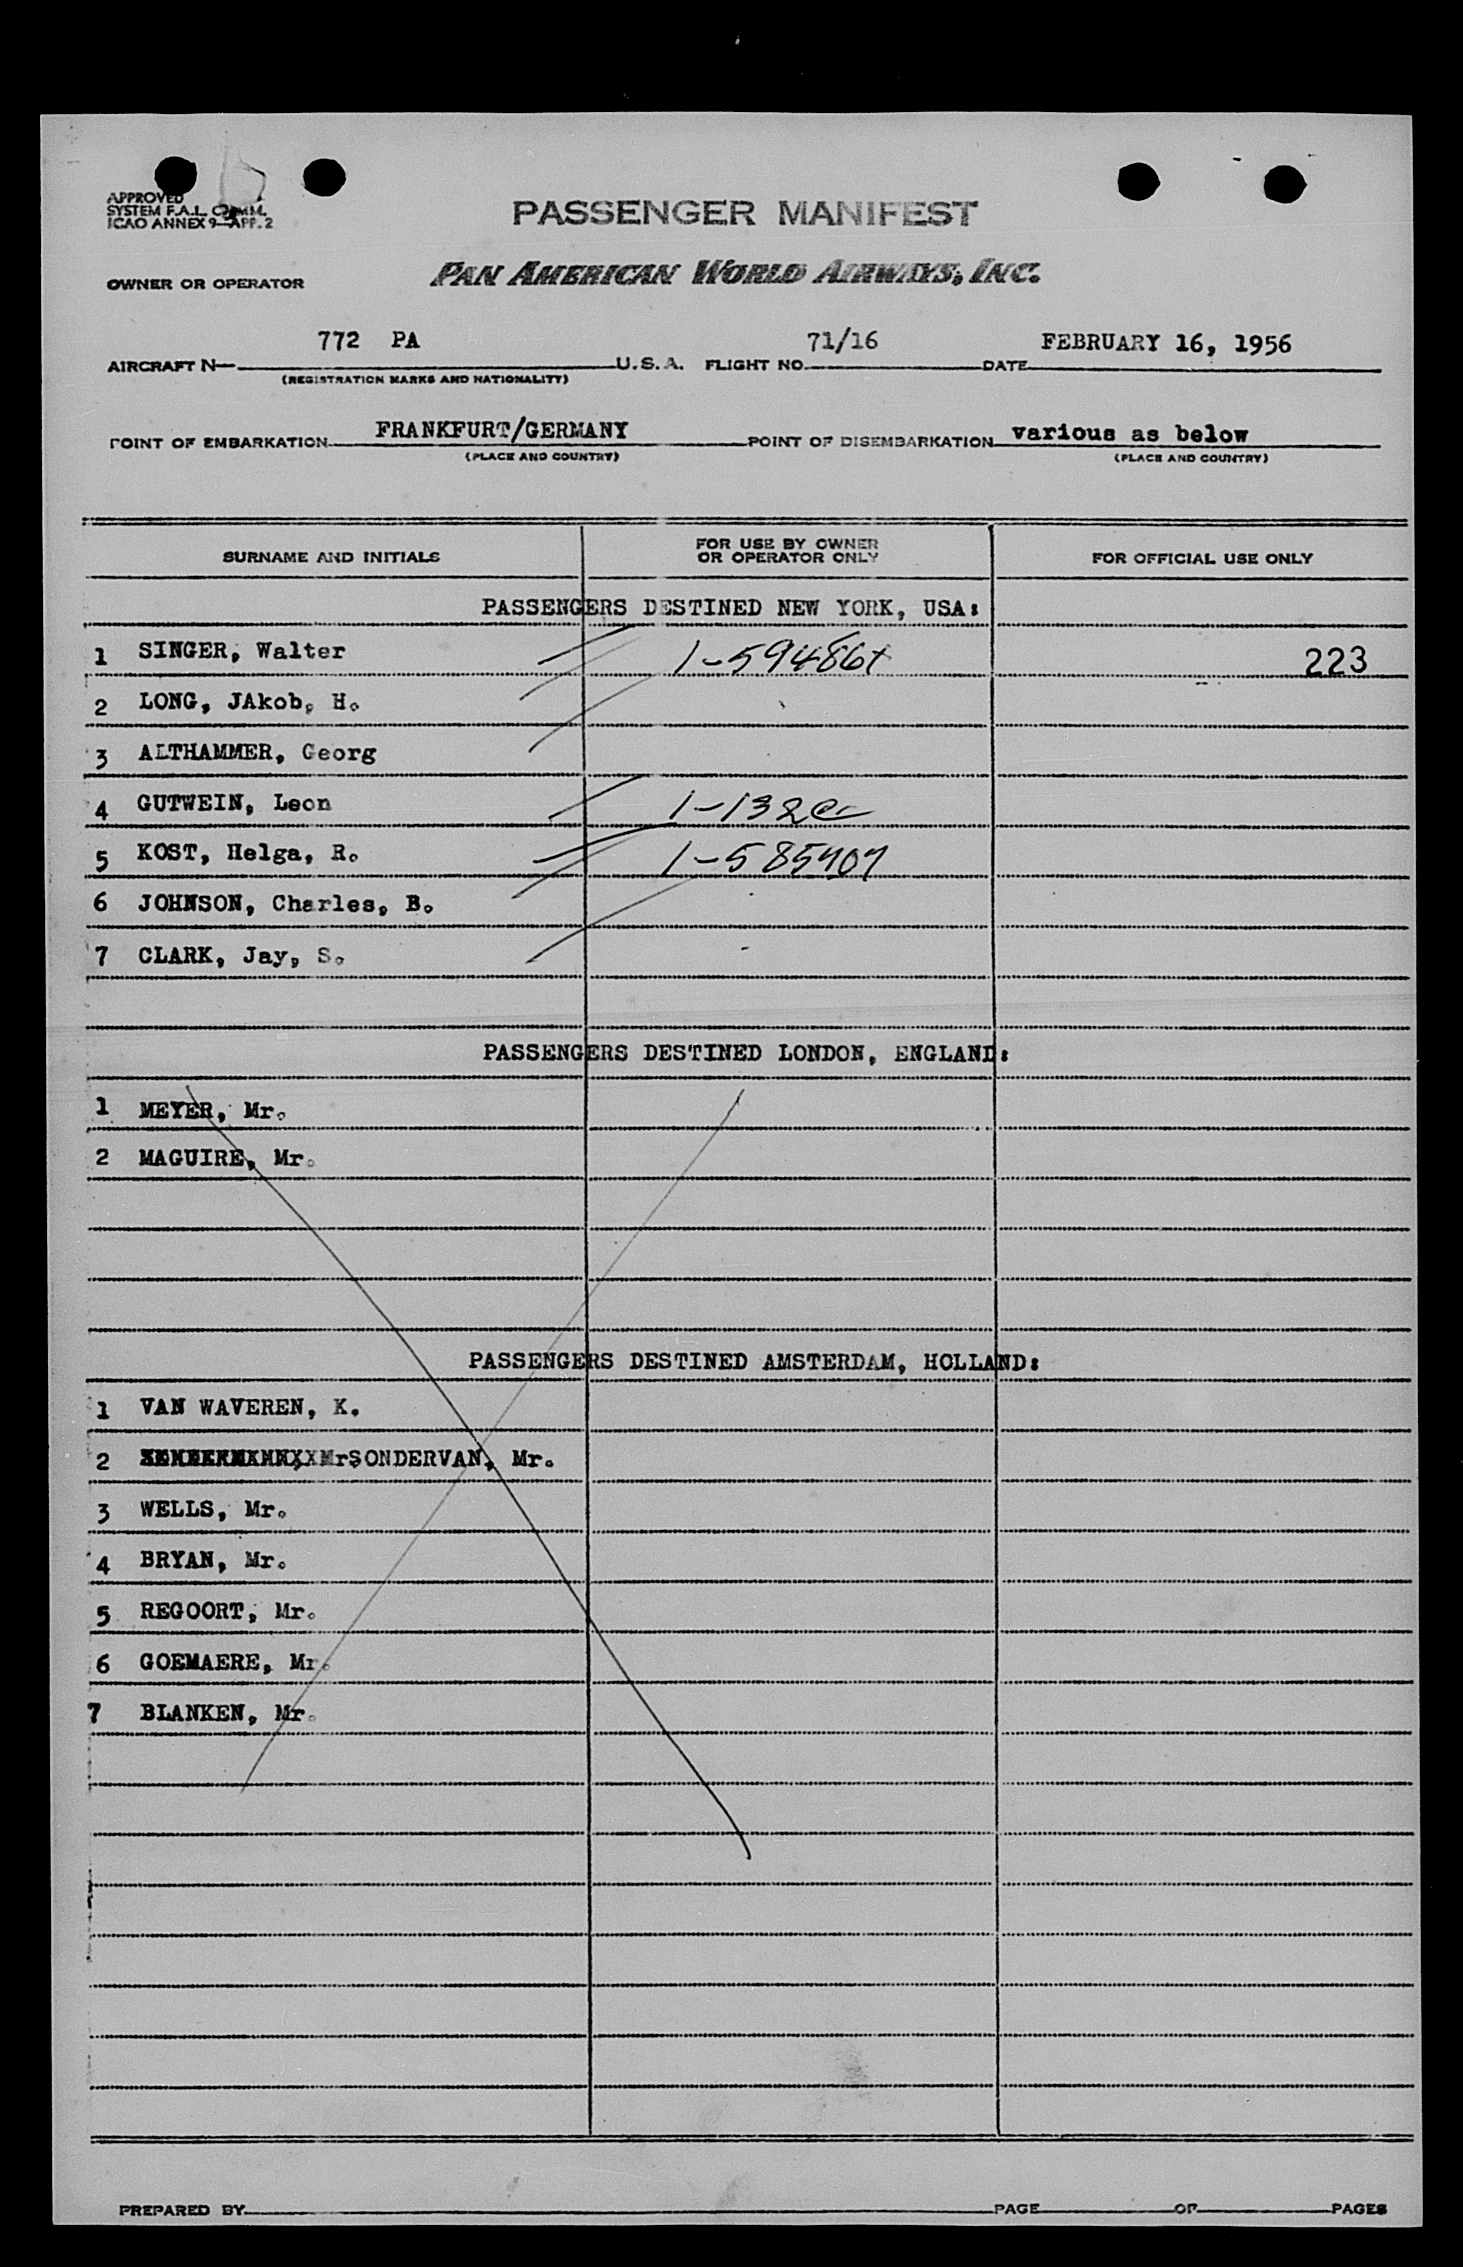 APPROVED
SYSTEM F.A.L. COMM.
ICAO ANNEX 9-APP. 2
PASSENGER MANIFEST
OWNER OR OPERATOR PAN AMERICAN WORLD AIRWAYS, INC.
AIRCRAFT N— 772 PA U.S.A. FLIGHT NO. 71/16 DATE FEBRUARY 16, 1956
(REGISTRATION MARKS AND NATIONALITY)
POINT OF EMBARKATION FRANKFURT/GERMANY POINT OF DISEMBARKATION various as below
(PLACE AND COUNTRY) (PLACE AND COUNTRY)
SURNAME AND INITIALS FOR USE BY OWNER OR OPERATOR ONLY FOR OFFICIAL USE ONLY
PASSENGERS DESTINED NEW YORK, USA:
1 SINGER, Walter 223
2 LONG, JAkob, H.
3 ALTHAMMER, Georg
4 GUTWEIN, Leon
5 KOST, Helga, R.
6 JOHNSON, Charles, B.
7 CLARK, Jay, S.
PASSENGERS DESTINED LONDON, ENGLAND:
1 MEYER, Mr.
2 MAGUIRE, Mr.
PASSENGERS DESTINED AMSTERDAM, HOLLAND:
1 VAN WAVEREN, K.
2 SONDERVAN, Mr.
3 WELLS, Mr.
4 BRYAN, Mr.
5 REGOORT, Mr.
6 GOEMAERE, Mr.
7 BLANKEN, Mr.
PREPARED BY PAGE OF PAGES